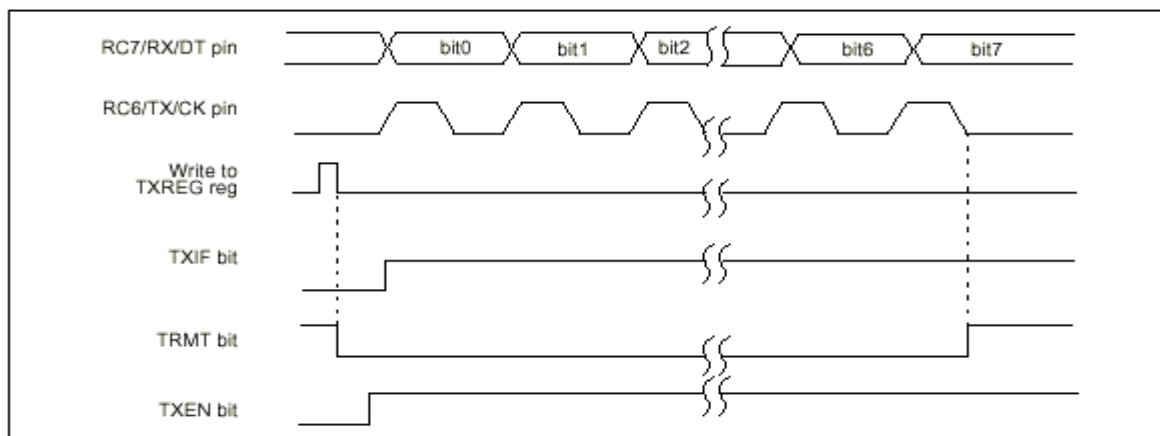 RC7/RX/DT pin
bit0 bit1 bit2 bit6 bit7
RC6/TX/CK pin
Write to
TXREG reg
TXIF bit
TRMT bit
TXEN bit